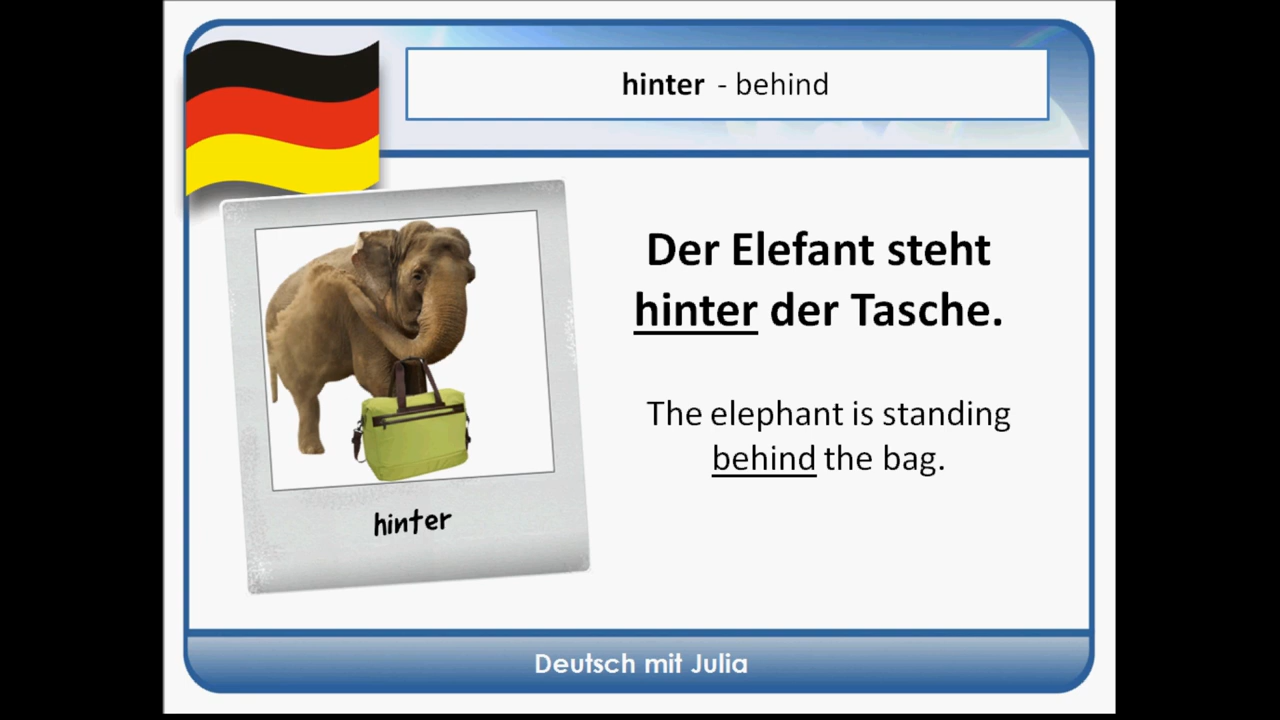 hinter - behind
Der Elefant steht
hinter der Tasche.
The elephant is standing
behind the bag.
hinter
Deutsch mit Julia